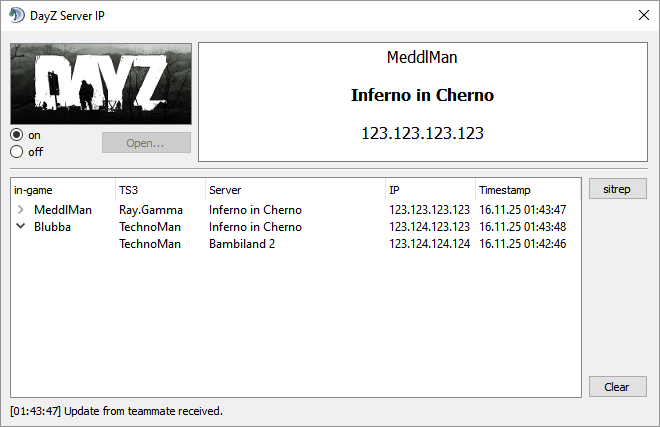 DayZ Server IP
DAYZ
MeddlMan
Inferno in Cherno
123.123.123.123
on
off
Open...
in-game TS3 Server IP Timestamp
sitrep
MeddlMan Ray.Gamma Inferno in Cherno 123.123.123.123 16.11.25 01:43:47
Blubba TechnoMan Inferno in Cherno 123.124.123.123 16.11.25 01:43:48
TechnoMan Bambiland 2 123.124.124.124 16.11.25 01:42:46
Clear
[01:43:47] Update from teammate received.